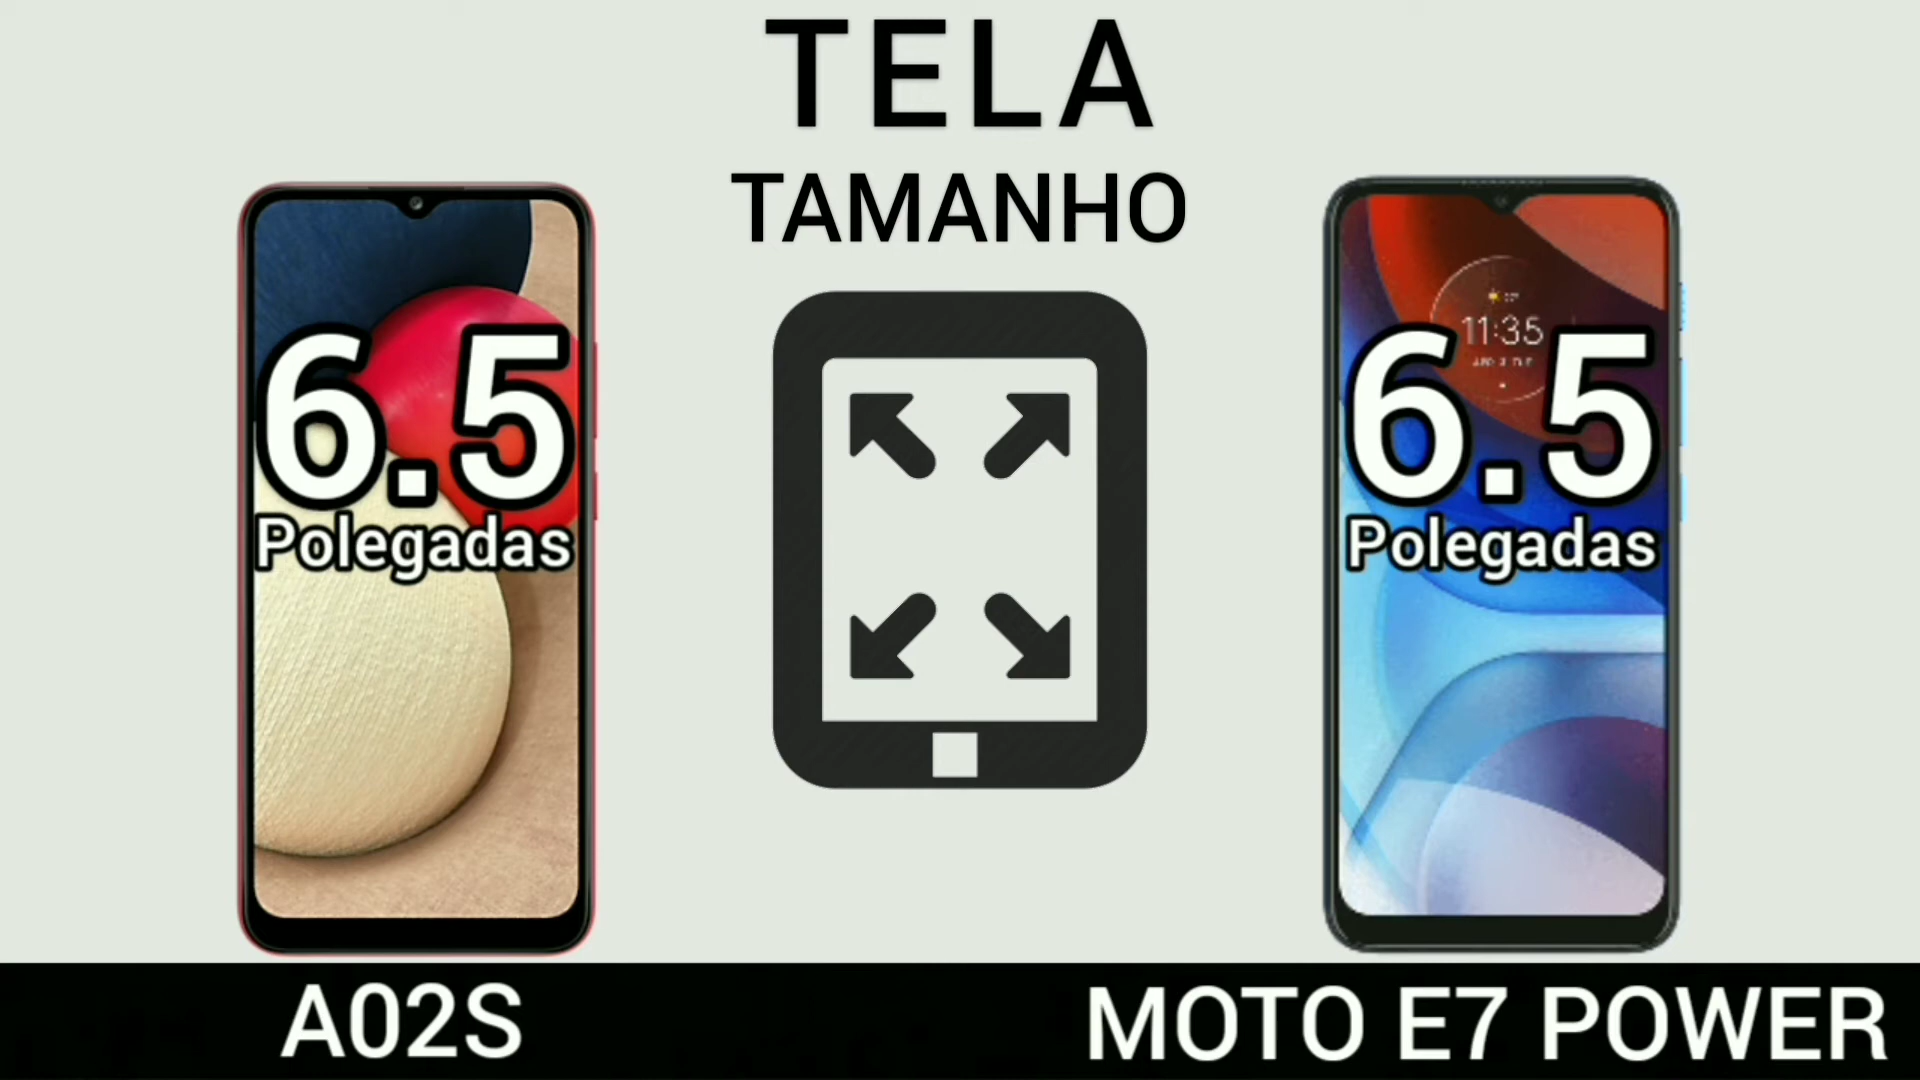 TELA
TAMANHO
6.5
Polegadas
11:35
6.5
Polegadas
A02S
MOTO E7 POWER